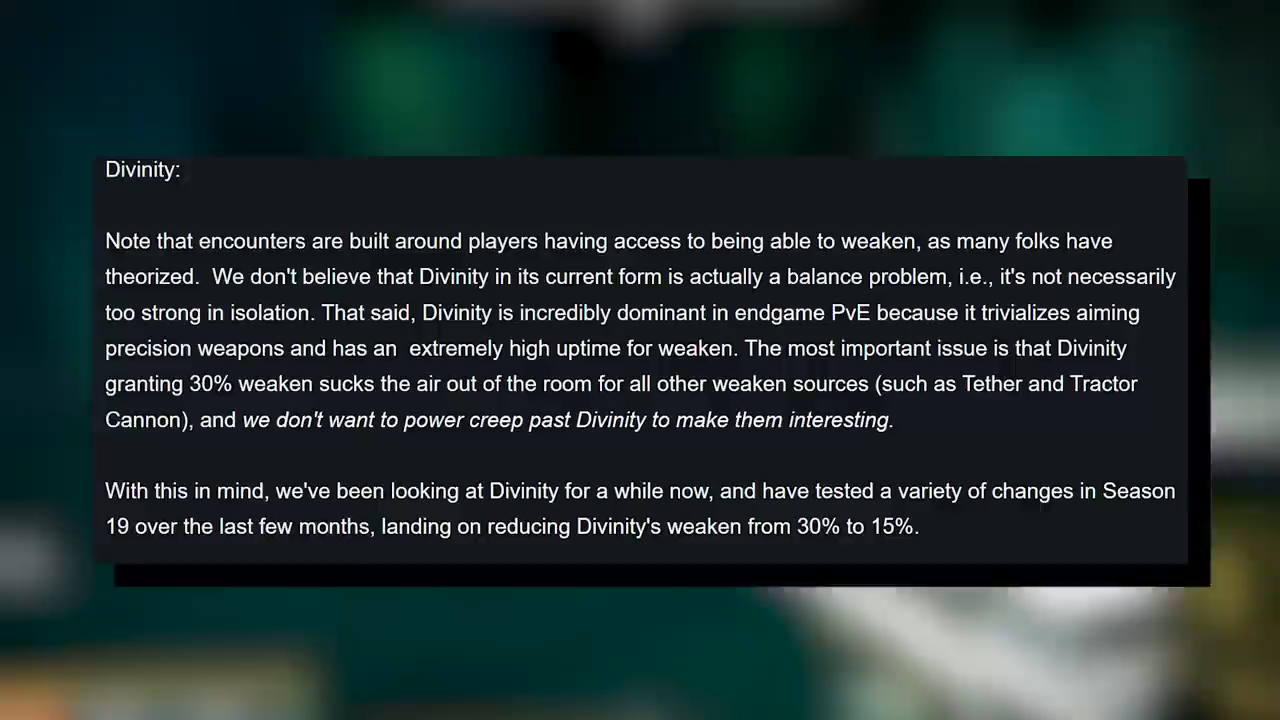 Divinity:
Note that encounters are built around players having access to being able to weaken, as many folks have
theorized.  We don't believe that Divinity in its current form is actually a balance problem, i.e., it's not necessarily
too strong in isolation. That said, Divinity is incredibly dominant in endgame PvE because it trivializes aiming
precision weapons and has an  extremely high uptime for weaken. The most important issue is that Divinity
granting 30% weaken sucks the air out of the room for all other weaken sources (such as Tether and Tractor
Cannon), and we don't want to power creep past Divinity to make them interesting.
With this in mind, we've been looking at Divinity for a while now, and have tested a variety of changes in Season
19 over the last few months, landing on reducing Divinity's weaken from 30% to 15%.